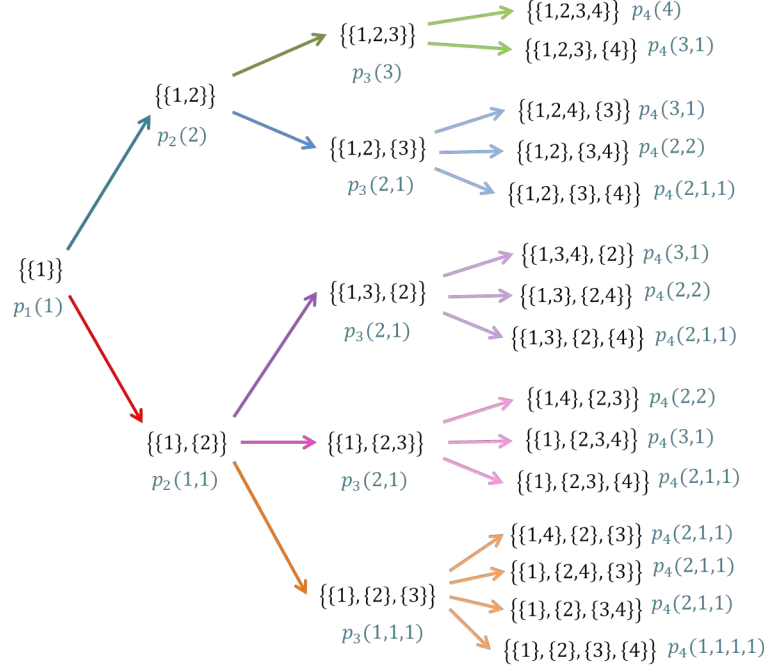 {{1}}
p₁(1)
{{1,2}}
p₂(2)
{{1},{2}}
p₂(1,1)
{{1,2,3}}
p₃(3)
{{1,2},{3}}
p₃(2,1)
{{1,3},{2}}
p₃(2,1)
{{1},{2,3}}
p₃(2,1)
{{1},{2},{3}}
p₃(1,1,1)
{{1,2,3,4}} p₄(4)
{{1,2,3},{4}} p₄(3,1)
{{1,2,4},{3}} p₄(3,1)
{{1,2},{3,4}} p₄(2,2)
{{1,2},{3},{4}} p₄(2,1,1)
{{1,3,4},{2}} p₄(3,1)
{{1,3},{2,4}} p₄(2,2)
{{1,3},{2},{4}} p₄(2,1,1)
{{1,4},{2,3}} p₄(2,2)
{{1},{2,3,4}} p₄(3,1)
{{1},{2,3},{4}} p₄(2,1,1)
{{1,4},{2},{3}} p₄(2,1,1)
{{1},{2,4},{3}} p₄(2,1,1)
{{1},{2},{3,4}} p₄(2,1,1)
{{1},{2},{3},{4}} p₄(1,1,1,1)